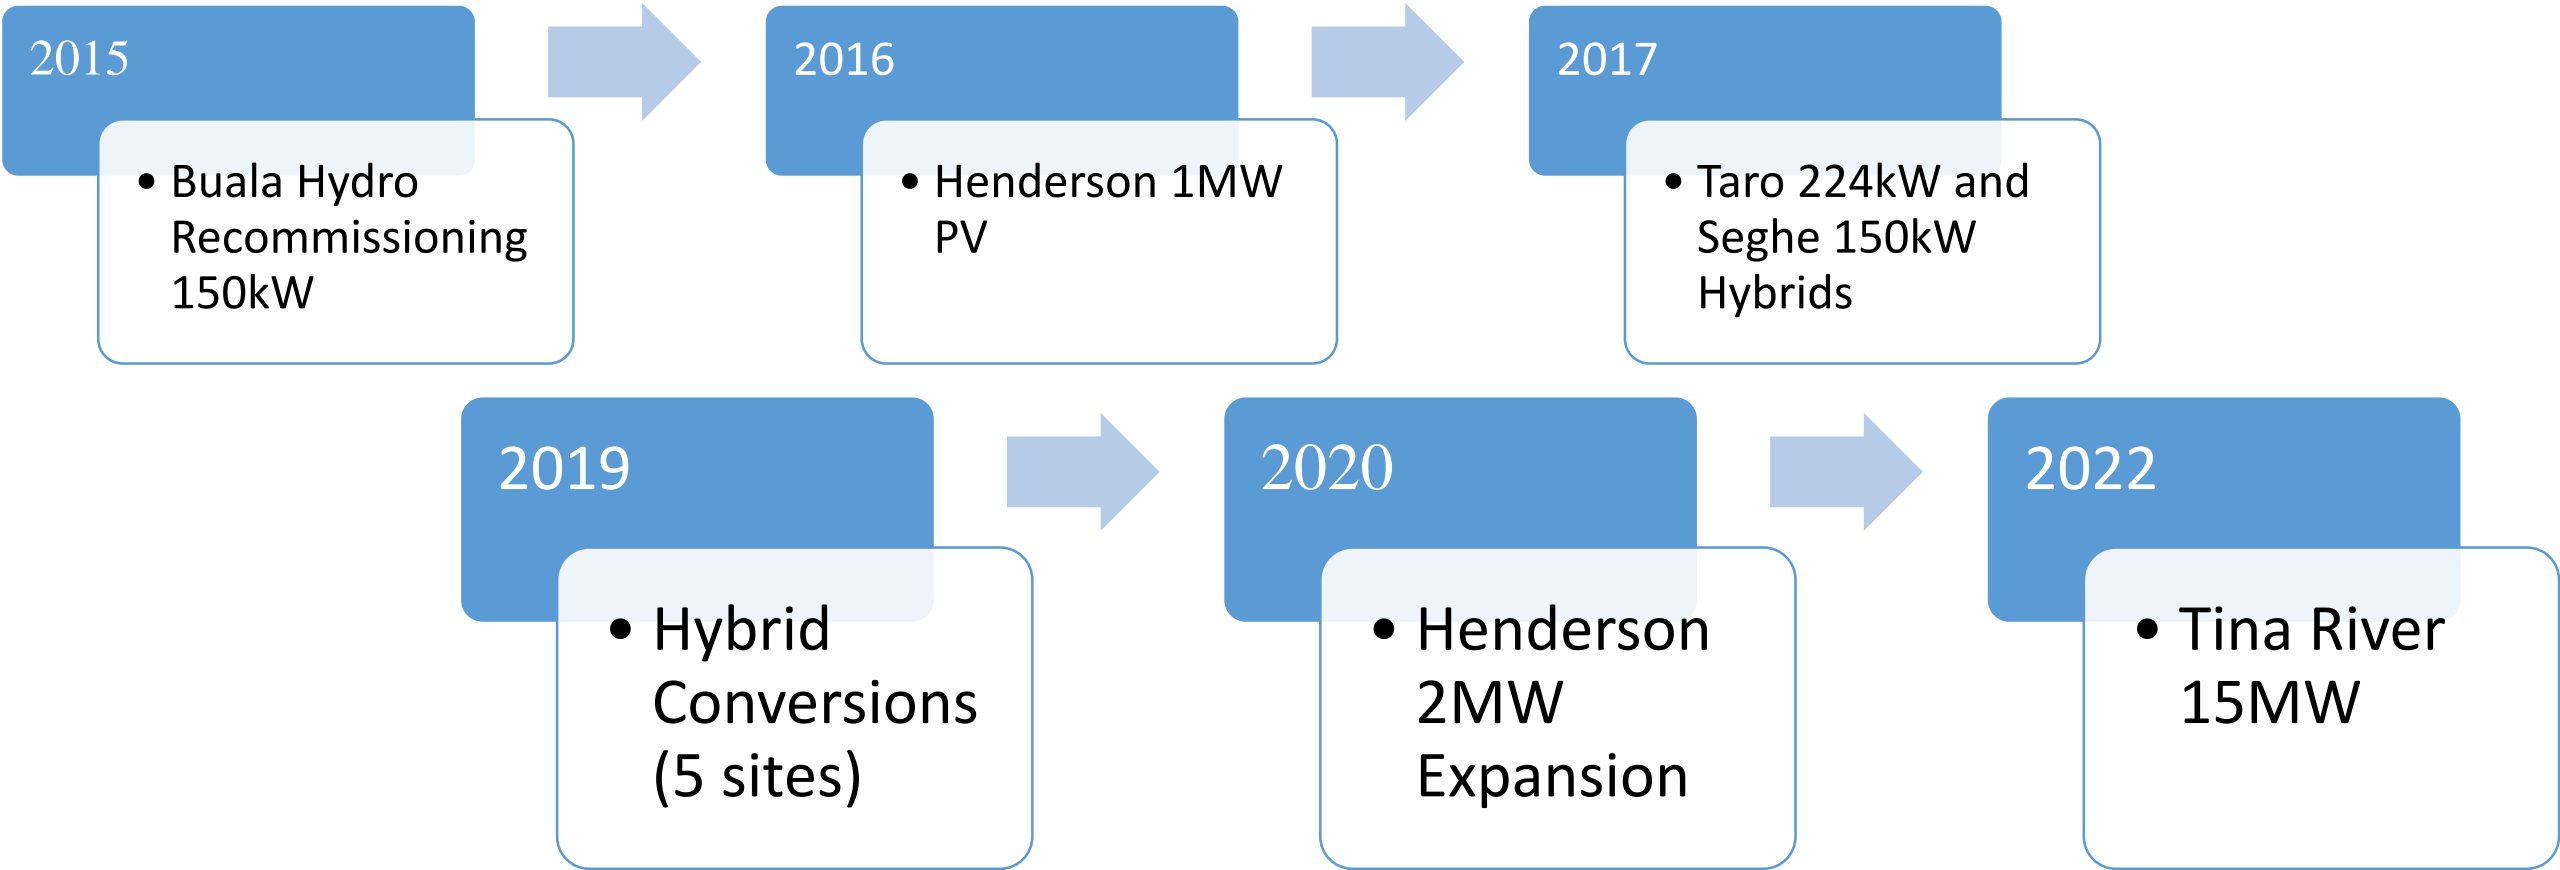 2015
• Buala Hydro
Recommissioning
150kW
2016
• Henderson 1MW
PV
2017
• Taro 224kW and
Seghe 150kW
Hybrids
2019
• Hybrid
Conversions
(5 sites)
2020
• Henderson
2MW
Expansion
2022
• Tina River
15MW